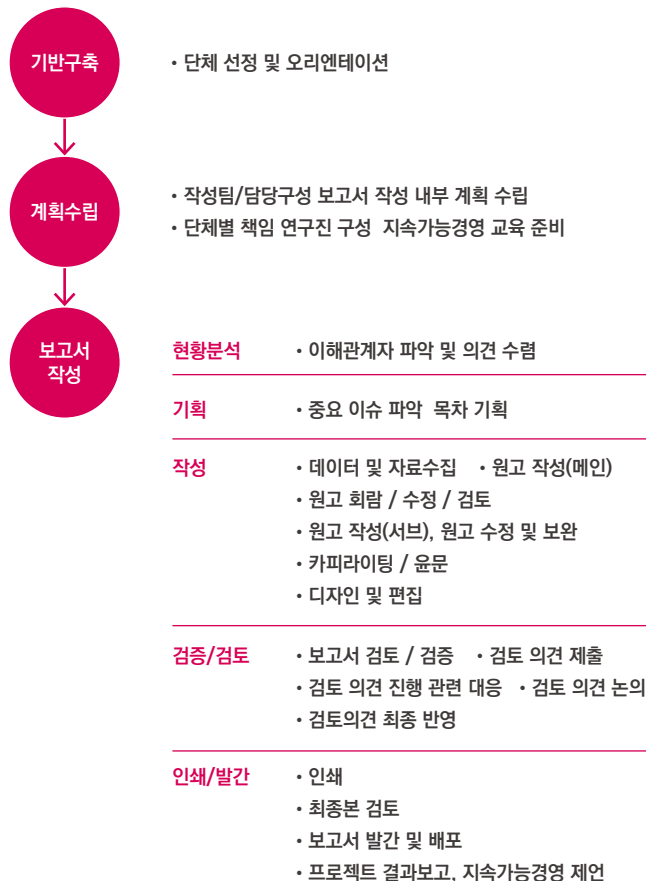 기반구축
• 단체 선정 및 오리엔테이션
계획수립
• 작성팀/담당구성 보고서 작성 내부 계획 수립
• 단체별 책임 연구진 구성 지속가능경영 교육 준비
보고서
작성
현황분석 • 이해관계자 파악 및 의견 수렴
기획 • 중요 이슈 파악 목차 기획
작성 • 데이터 및 자료수집 • 원고 작성(메인)
• 원고 회람 / 수정 / 검토
• 원고 작성(서브), 원고 수정 및 보완
• 카피라이팅 / 윤문
• 디자인 및 편집
검증/검토 • 보고서 검토 / 검증 • 검토 의견 제출
• 검토 의견 진행 관련 대응 • 검토 의견 논의
• 검토의견 최종 반영
인쇄/발간 • 인쇄
• 최종본 검토
• 보고서 발간 및 배포
• 프로젝트 결과보고, 지속가능경영 제언